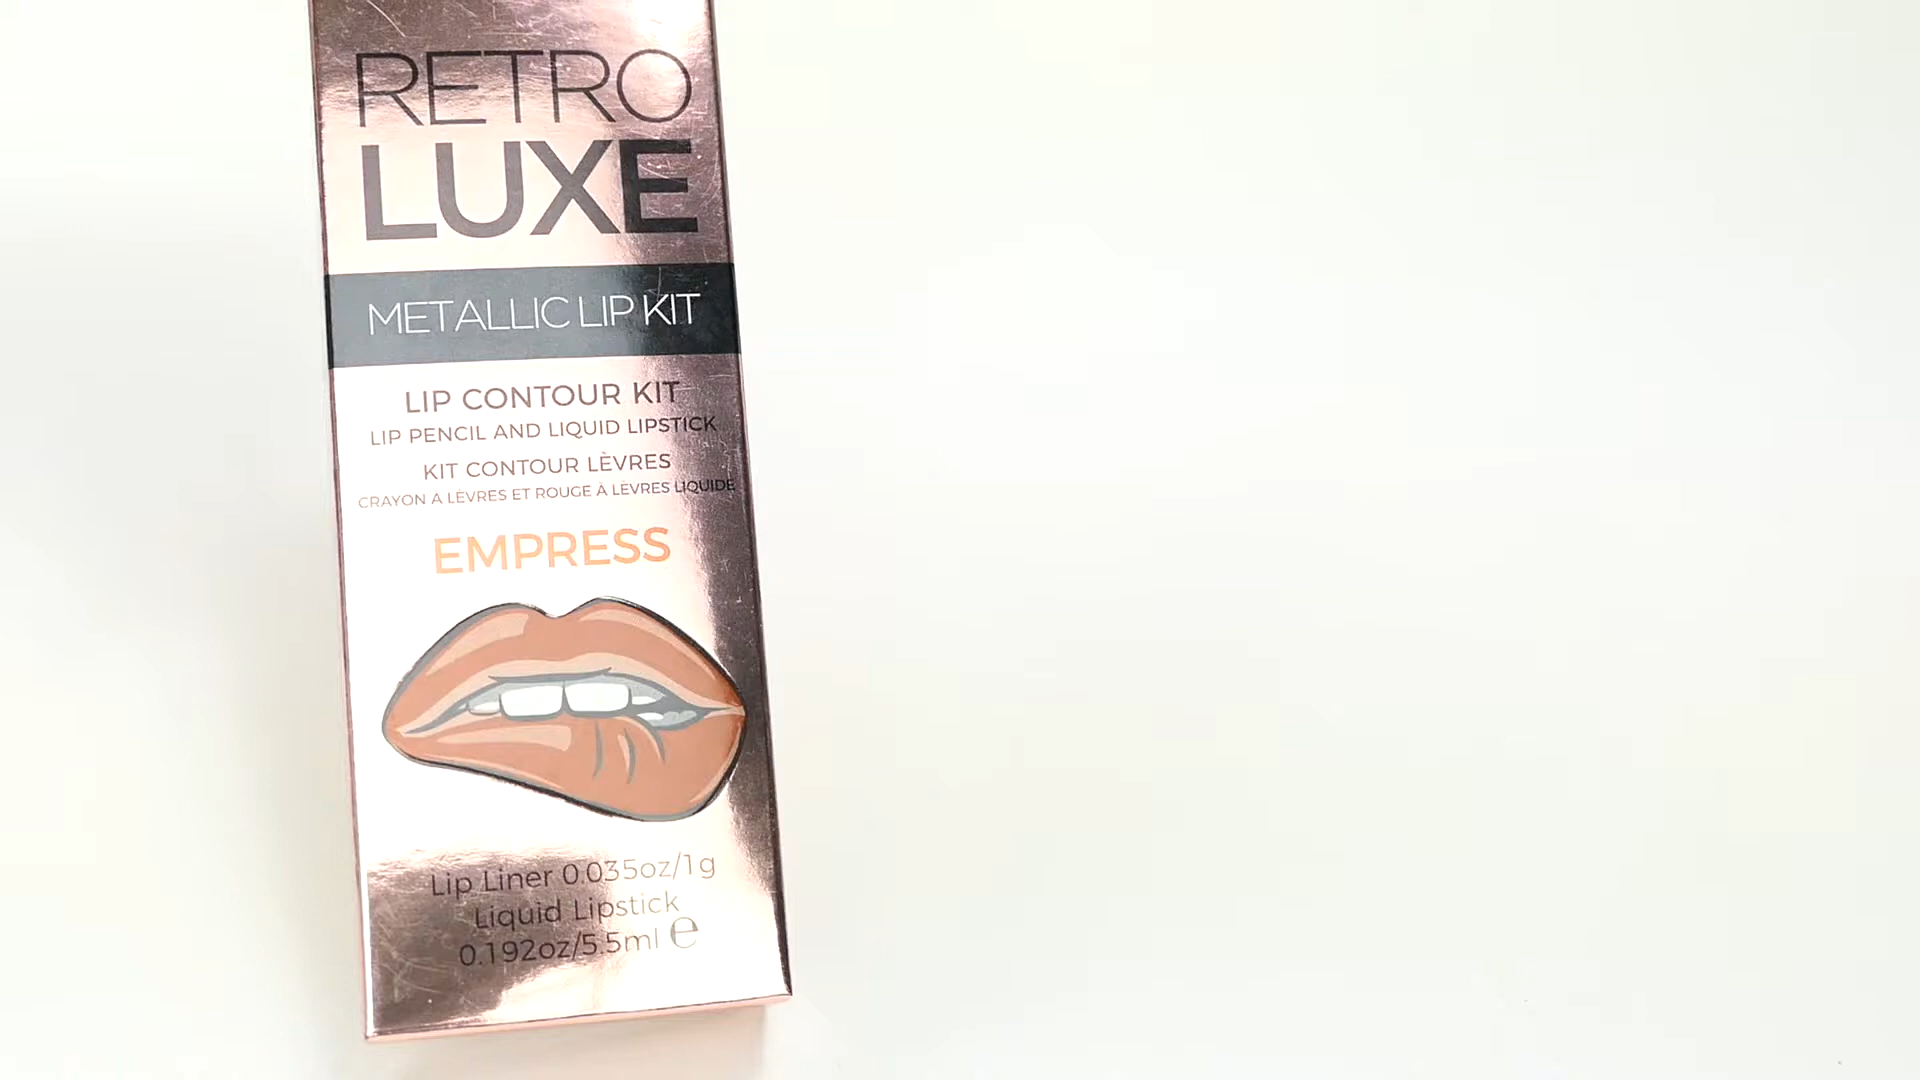 RETRO
LUXE
METALLIC LIP KIT
LIP CONTOUR KIT
LIP PENCIL AND LIQUID LIPSTICK
KIT CONTOUR LÈVRES
CRAYON A LÈVRES ET ROUGE À LÈVRES LIQUIDE
EMPRESS
Lip Liner 0.035oz/1g
Liquid Lipstick
0.192oz/5.5ml ℮